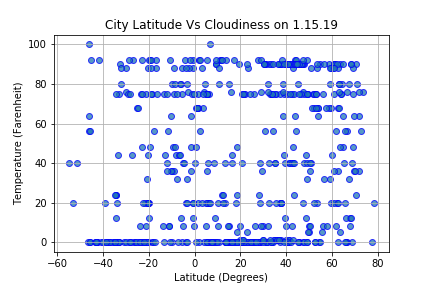 City Latitude Vs Cloudiness on 1.15.19
100
80
60
40
20
0
Temperature (Farenheit)
−60 −40 −20 0 20 40 60 80
Latitude (Degrees)